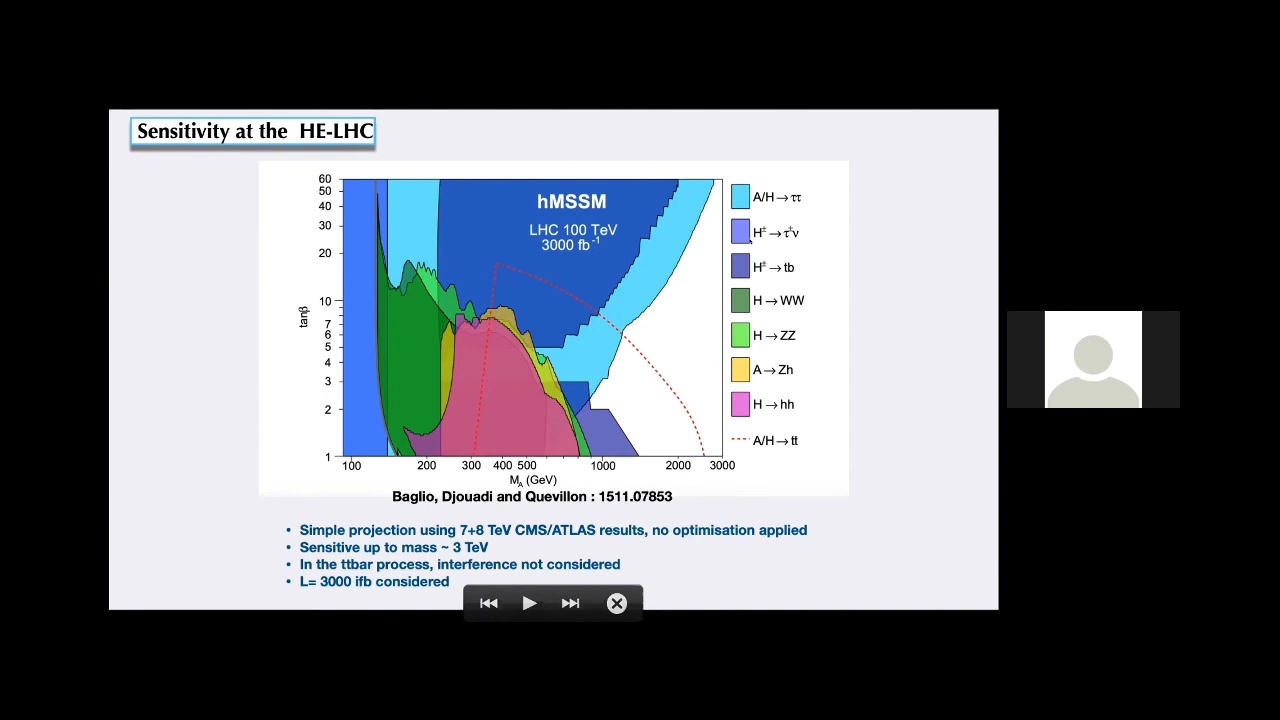 Sensitivity at the HE-LHC
60
50
40
30
20
10
7
6
5
4
3
2
1
tanβ
hMSSM
LHC 100 TeV
3000 fb⁻¹
100 200 300 400 500 1000 2000 3000
M_A (GeV)
A/H→ττ
H±→τ±ν
H±→tb
H→WW
H→ZZ
A→Zh
H→hh
A/H→tt
Baglio, Djouadi and Quevillon : 1511.07853
• Simple projection using 7+8 TeV CMS/ATLAS results, no optimisation applied
• Sensitive up to mass ~ 3 TeV
• In the ttbar process, interference not considered
• L= 3000 ifb considered